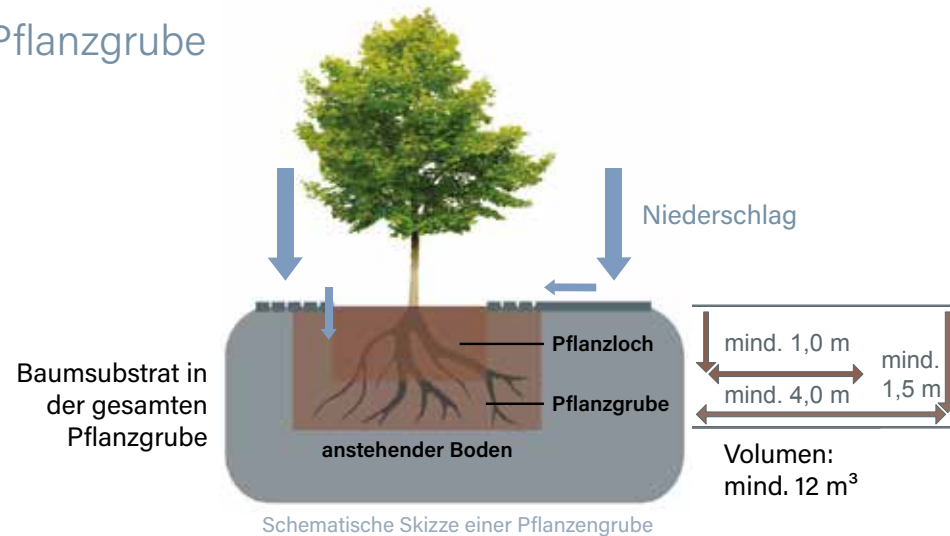 Pflanzgrube
Niederschlag
Pflanzloch
Pflanzgrube
anstehender Boden
Baumsubstrat in
der gesamten
Pflanzgrube
mind. 1,0 m
mind. 4,0 m
mind.
1,5 m
Volumen:
mind. 12 m³
Schematische Skizze einer Pflanzengrube